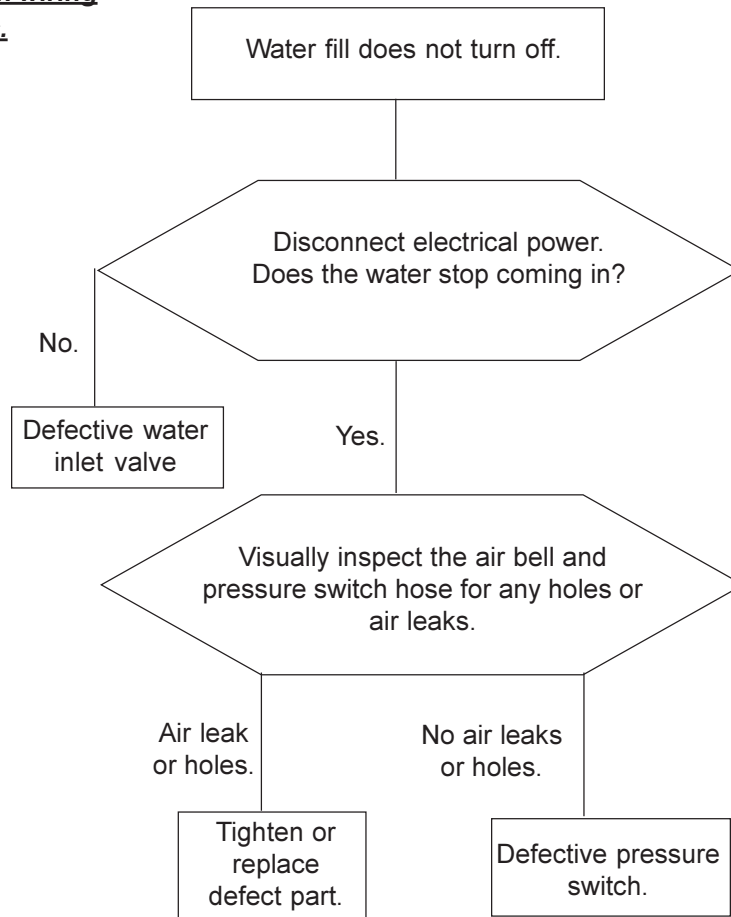 Water fill does not turn off.
Disconnect electrical power.
Does the water stop coming in?
No.
Defective water
inlet valve
Yes.
Visually inspect the air bell and
pressure switch hose for any holes or
air leaks.
Air leak
or holes.
No air leaks
or holes.
Tighten or
replace
defect part.
Defective pressure
switch.